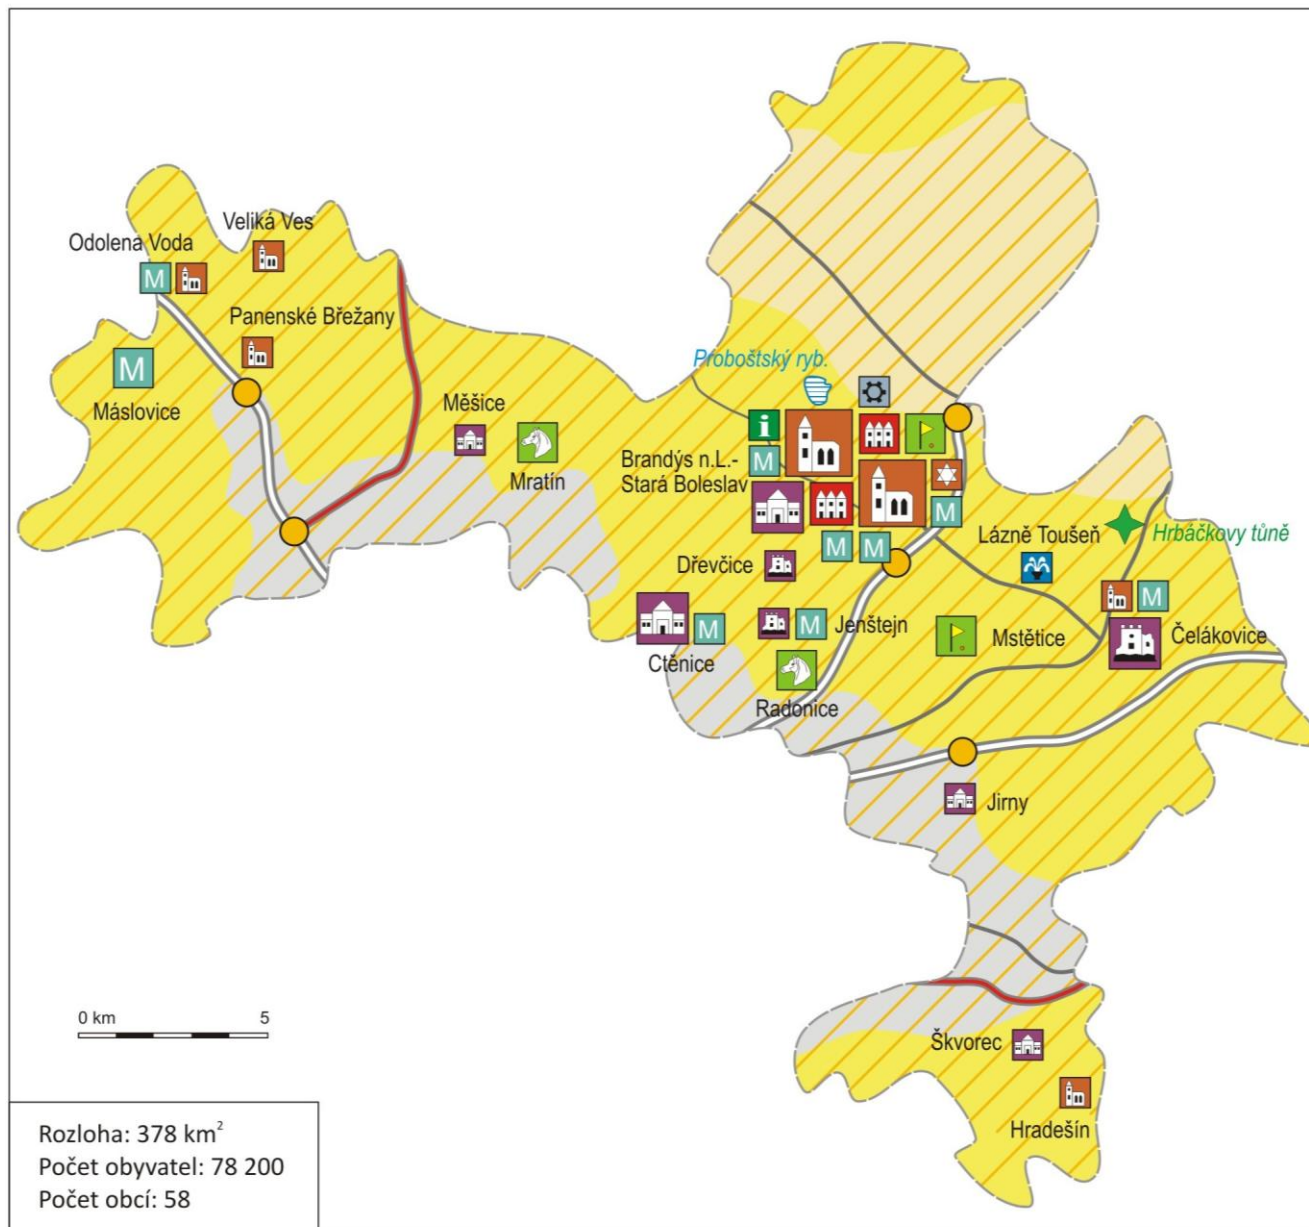 Veliká Ves
Odolena Voda
M
Panenské Břežany
M
Máslovice
Proboštský ryb.
Měšice
Mratín
i
M
Brandýs n.L.-
Stará Boleslav
M
M
M
Lázně Toušeň
Hrbáčkovy tůně
Dřevčice
M
M
Jenštejn
M
Čelákovice
Mstětice
Ctěnice
Radonice
Jirny
0 km
5
Škvorec
Hradešín
Rozloha: 378 km²
Počet obyvatel: 78 200
Počet obcí: 58